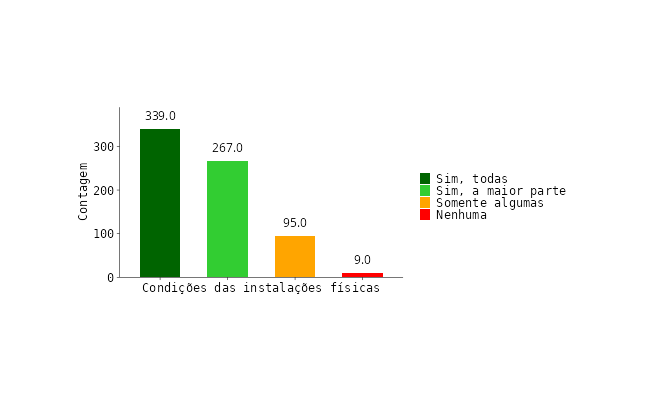 339.0
267.0
95.0
9.0
300
200
100
0
Contagem
Condições das instalações físicas
Sim, todas
Sim, a maior parte
Somente algumas
Nenhuma